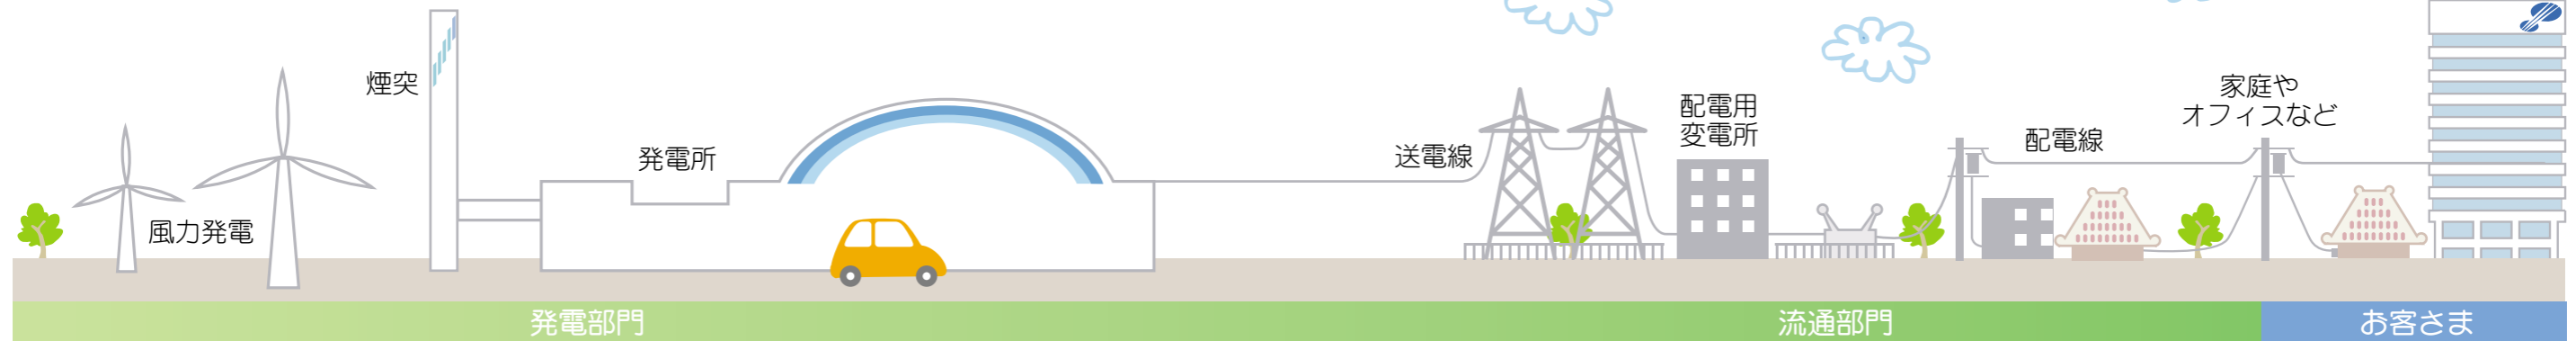 風力発電
煙突
発電所
送電線
配電用
変電所
配電線
家庭や
オフィスなど
発電部門
流通部門
お客さま